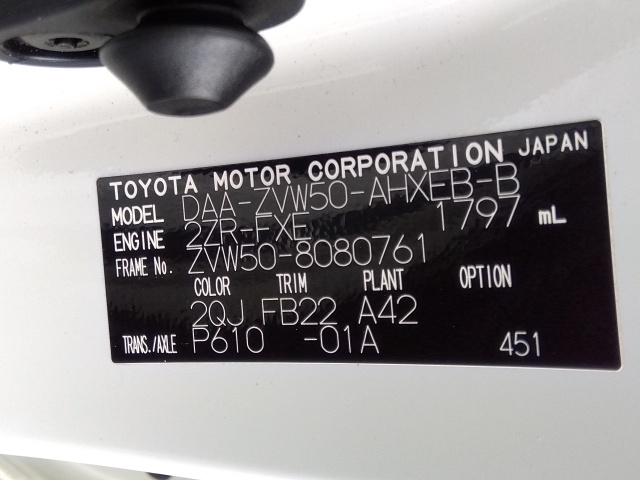 TOYOTA MOTOR CORPORATION JAPAN
MODEL DAA-ZVW50-AHXEB-B
ENGINE 2ZR-FXE 1797 mL
FRAME No. ZVW50-8080761
COLOR TRIM PLANT OPTION
2QJ FB22 A42
TRANS./AXLE P610 -01A 451